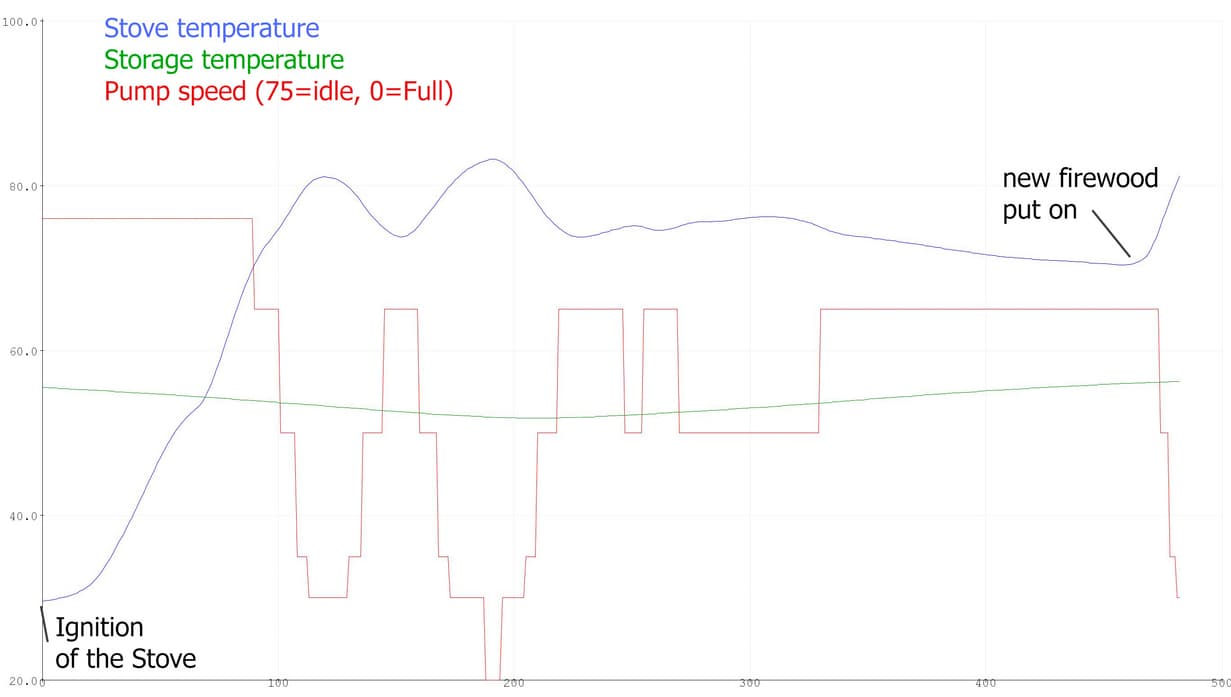 100.0
Stove temperature
Storage temperature
Pump speed (75=idle, 0=Full)
80.0
new firewood
put on
60.0
40.0
Ignition
of the Stove
20.0
0
100
200
300
400
500